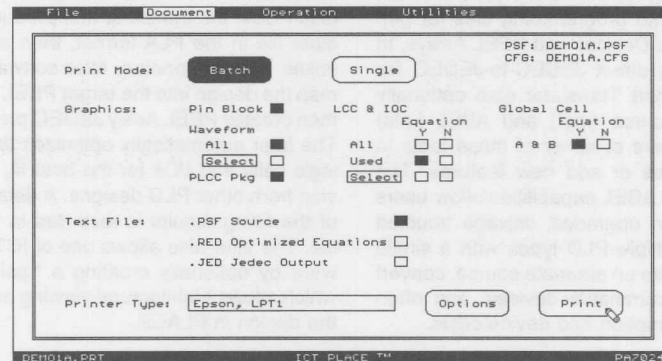 File Document Operation Utilities
PSF: DEMO1A.PSF
CFG: DEMO1A.CFG
Print Mode: Batch Single
Graphics: Pin Block LCC & IOC Global Cell
Waveform Equation Equation
Y N Y N
All All A & B
Select Used
PLCC Pkg Select
Text File: .PSF Source
.RED Optimized Equations
.JED Jedec Output
Printer Type: Epson, LPT1 Options Print
DEMO1A.PRT ICT PLACE TM PA7024